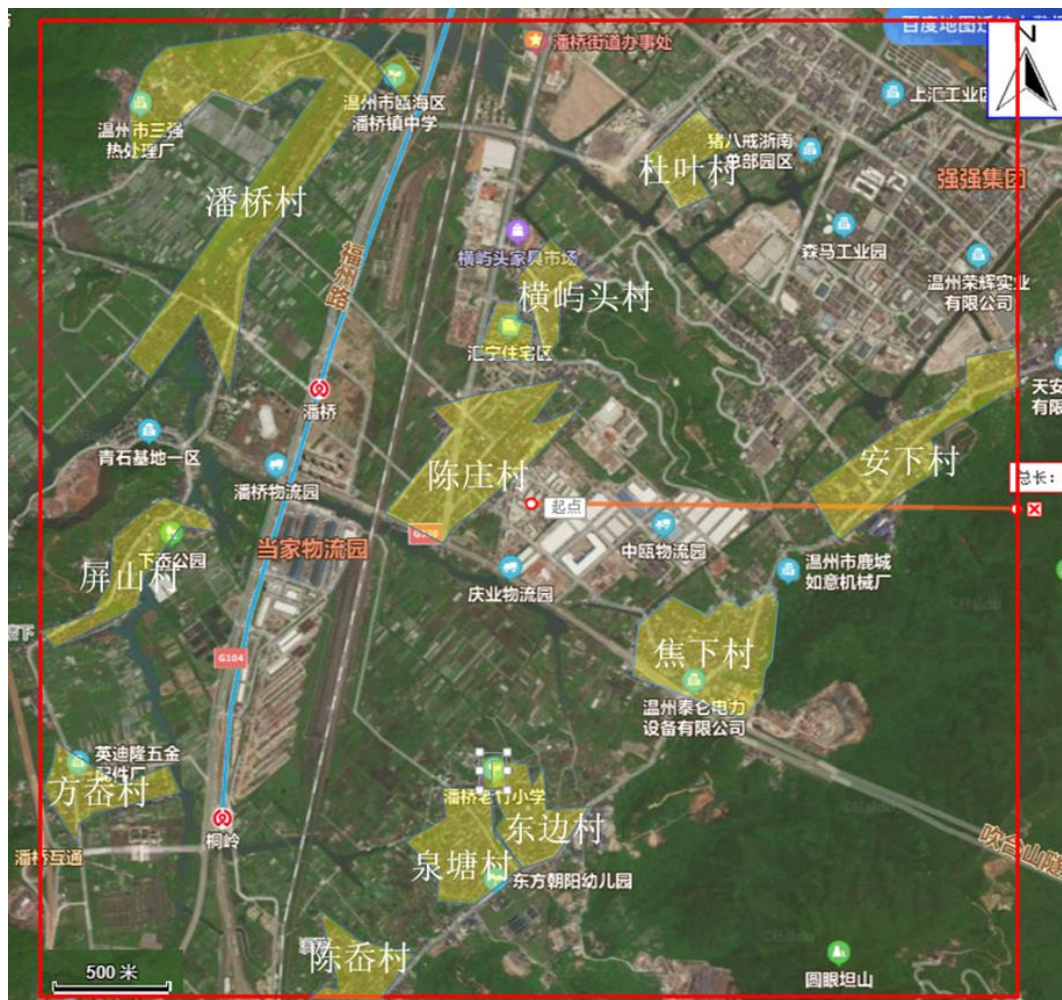 潘桥街道办事处
上汇工业区
N
温州市三强
热处理厂
温州市瓯海区
潘桥镇中学
猪八戒浙南
总部园区
杜叶村
强强集团
潘桥村
福州路
横屿头家具市场
森马工业园
温州荣辉实业
有限公司
横屿头村
汇宁住宅区
潘桥
天安
有限
青石基地一区
潘桥物流园
陈庄村
安下村
总长:
起点
当家物流园
中瓯物流园
下岙公园
屏山村
庆业物流园
温州市鹿城
如意机械厂
焦下村
G104
温州泰仑电力
设备有限公司
英迪隆五金
配件厂
方岙村
潘桥老竹小学
东边村
桐岭
潘桥互通
泉塘村
东方朝阳幼儿园
吹台山隧
陈岙村
圆眼坦山
500 米